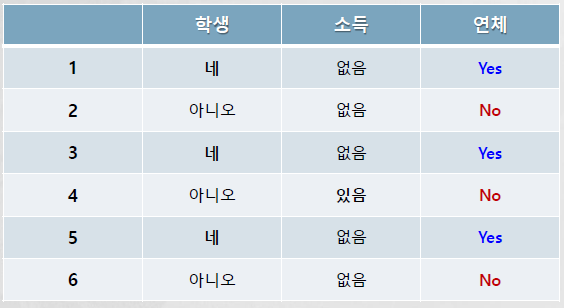 학생 소득 연체
1 네 없음 Yes
2 아니오 없음 No
3 네 없음 Yes
4 아니오 있음 No
5 네 없음 Yes
6 아니오 없음 No